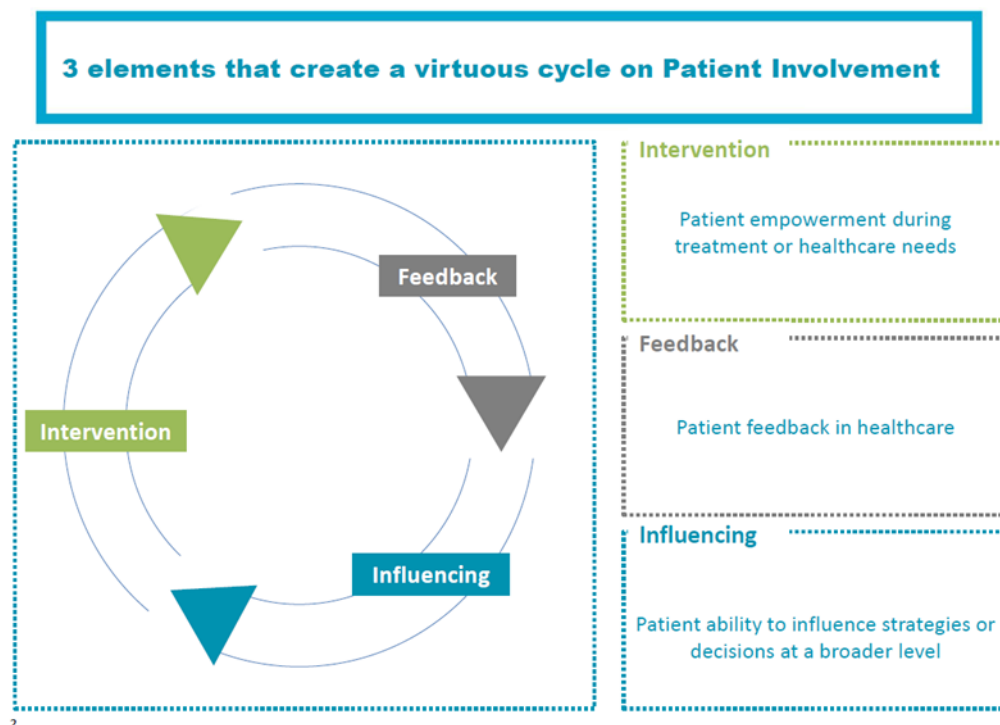 3 elements that create a virtuous cycle on Patient Involvement
Feedback
Intervention
Influencing
Intervention
Patient empowerment during
treatment or healthcare needs
Feedback
Patient feedback in healthcare
Influencing
Patient ability to influence strategies or
decisions at a broader level
2